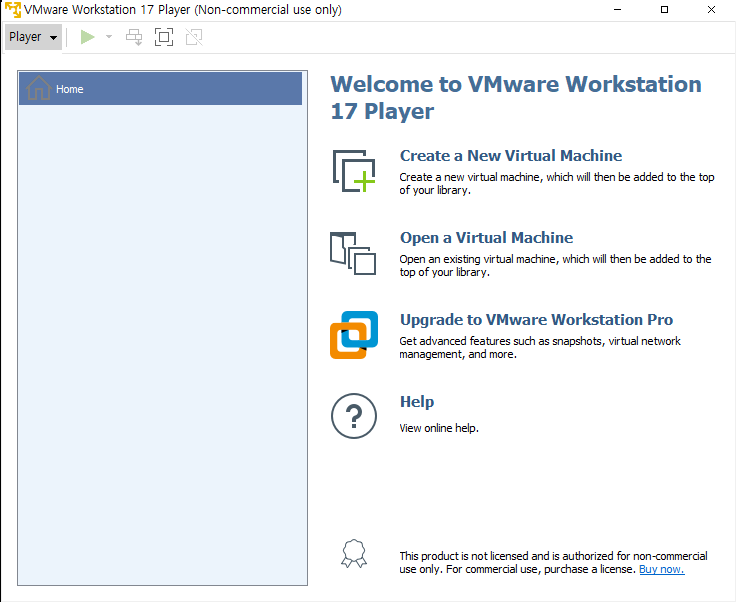 VMware Workstation 17 Player (Non-commercial use only)
Player
Home
Welcome to VMware Workstation
17 Player
Create a New Virtual Machine
Create a new virtual machine, which will then be added to the top
of your library.
Open a Virtual Machine
Open an existing virtual machine, which will then be added to the
top of your library.
Upgrade to VMware Workstation Pro
Get advanced features such as snapshots, virtual network
management, and more.
Help
View online help.
This product is not licensed and is authorized for non-commercial
use only. For commercial use, purchase a license. Buy now.